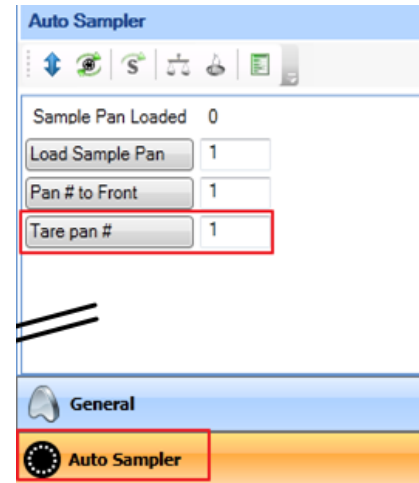 Auto Sampler
S
Sample Pan Loaded 0
Load Sample Pan 1
Pan # to Front 1
Tare pan # 1
General
Auto Sampler